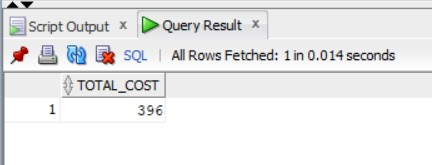 Script Output x Query Result x
SQL | All Rows Fetched: 1 in 0.014 seconds
TOTAL_COST
1 396